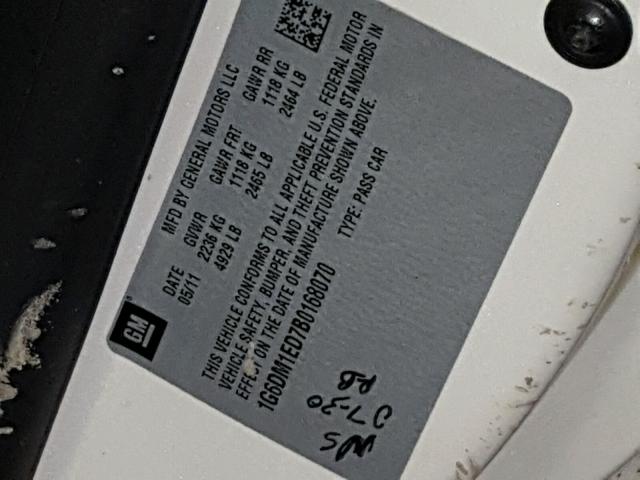 GM
MFD BY GENERAL MOTORS LLC
DATE GVWR GAWR FRT GAWR RR
05/11 2236 KG 1118 KG 1118 KG
4929 LB 2465 LB 2464 LB
THIS VEHICLE CONFORMS TO ALL APPLICABLE U.S. FEDERAL MOTOR
VEHICLE SAFETY, BUMPER, AND THEFT PREVENTION STANDARDS IN
EFFECT ON THE DATE OF MANUFACTURE SHOWN ABOVE.
1G6DM1ED7B0168070 TYPE: PASS CAR
07-30